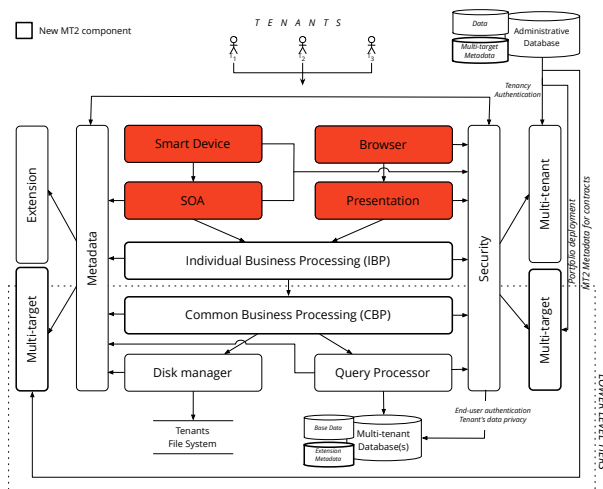 New MT2 component
T E N A N T S
T1
T2
T3
Data
Multi-target
Metadata
Administrative
Database
Tenancy
Authentication
Smart Device
Browser
SOA
Presentation
Extension
Metadata
Security
Multi-tenant
Individual Business Processing (IBP)
Common Business Processing (CBP)
Multi-target
Multi-target
Portfolio deployment
MT2 Metadata for contracts
Disk manager
Query Processor
Tenants
File System
Base Data
Extension
Metadata
Multi-tenant
Database(s)
End-user authentication
Tenant's data privacy
LOWER LEVEL TIERS